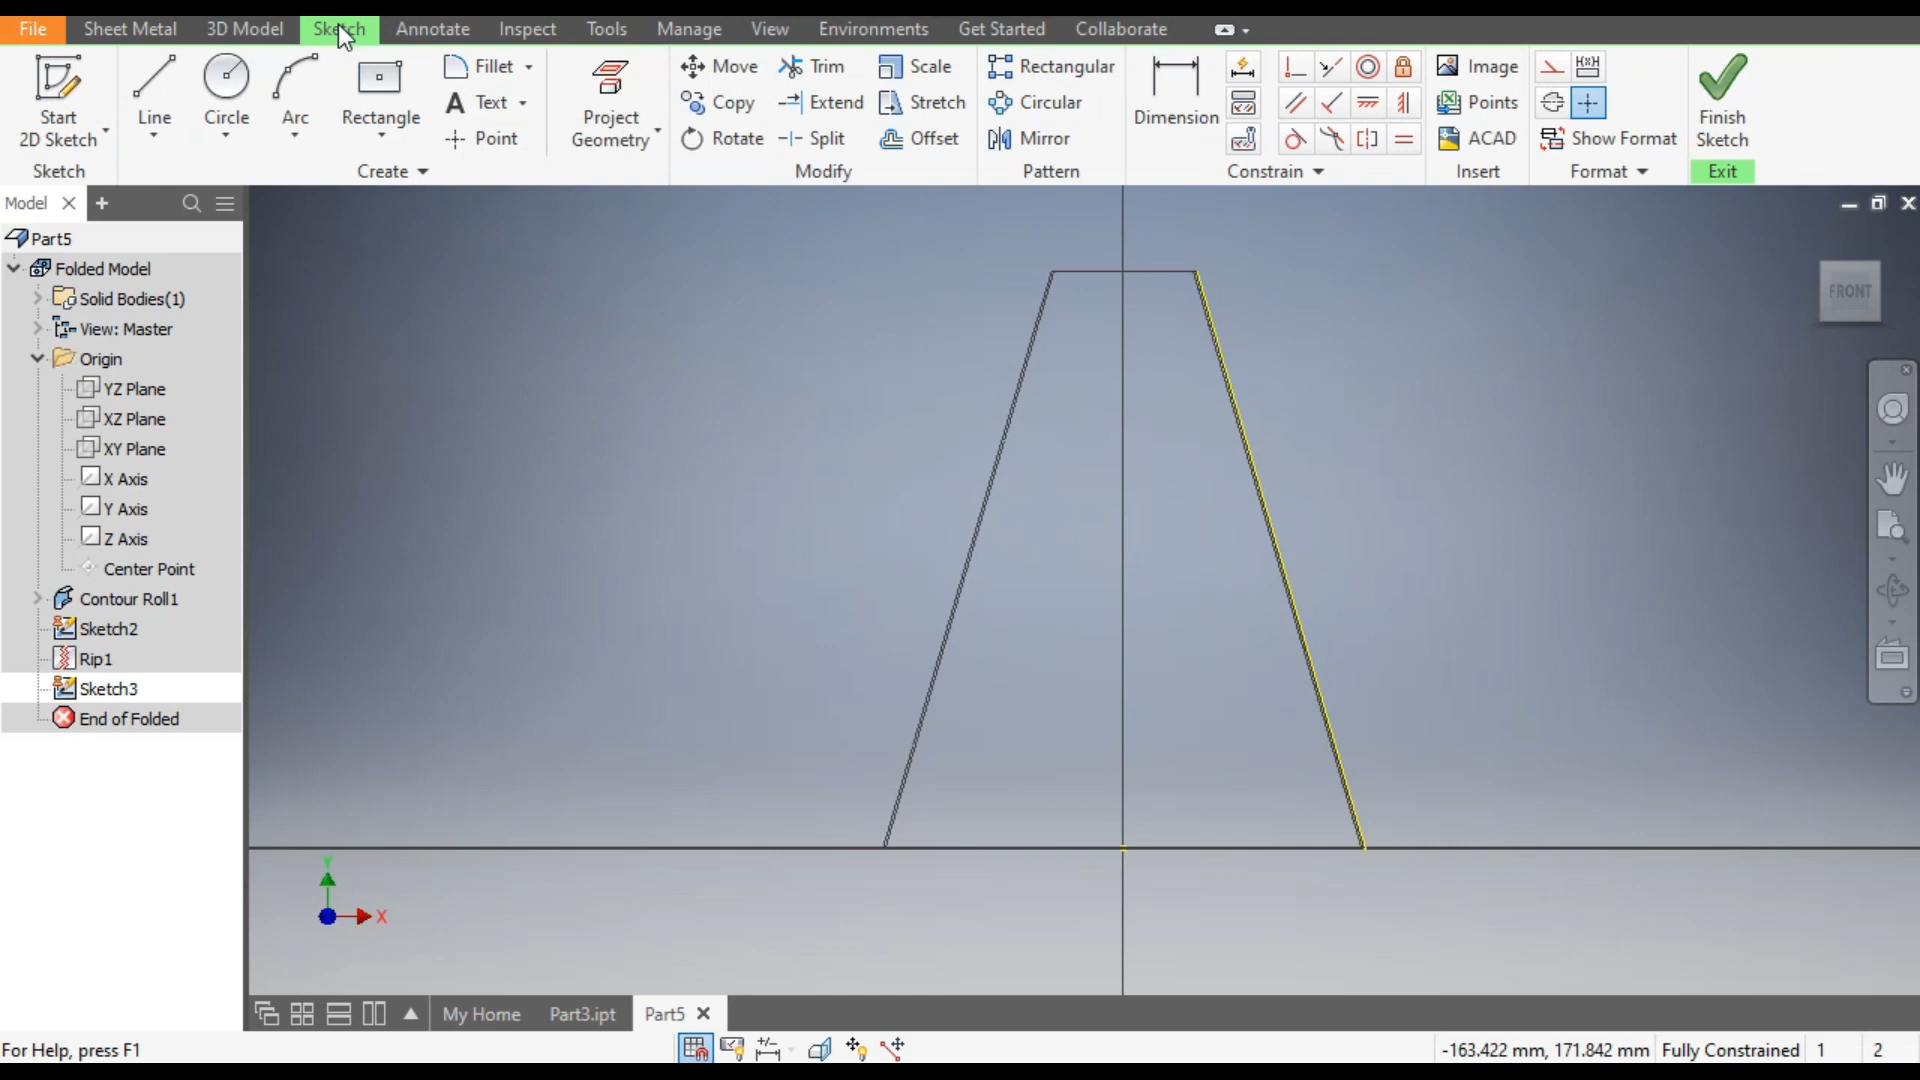 File Sheet Metal 3D Model Sketch Annotate Inspect Tools Manage View Environments Get Started Collaborate
Start
2D Sketch
Line
Circle
Arc
Rectangle
Fillet
Text
Point
Project
Geometry
Move
Copy
Rotate
Trim
Extend
Split
Scale
Stretch
Offset
Rectangular
Circular
Mirror
Dimension
Image
Points
ACAD
Show Format
Finish
Sketch
Sketch Create Modify Pattern Constrain Insert Format Exit
Model
Part5
Folded Model
Solid Bodies(1)
View: Master
Origin
YZ Plane
XZ Plane
XY Plane
X Axis
Y Axis
Z Axis
Center Point
Contour Roll1
Sketch2
Rip1
Sketch3
End of Folded
FRONT
Y
X
My Home Part3.ipt Part5
For Help, press F1
-163.422 mm, 171.842 mm Fully Constrained 1 2